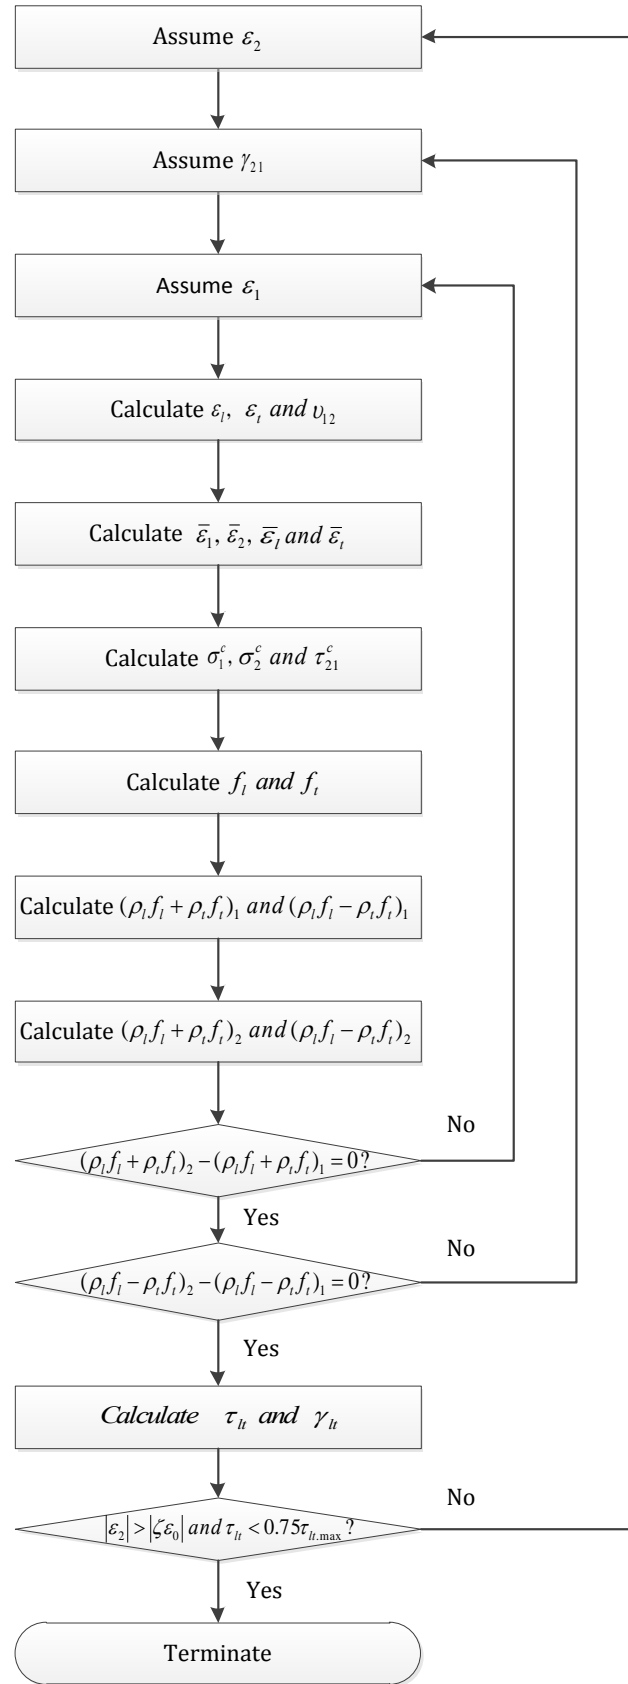 Assume ε₂
Assume γ₂₁
Assume ε₁
Calculate εₗ, εₜ and υ₁₂
Calculate ε̅₁, ε̅₂, ε̅ₗ and ε̅ₜ
Calculate σ₁ᶜ, σ₂ᶜ and τ₂₁ᶜ
Calculate fₗ and fₜ
Calculate (ρₗfₗ + ρₜfₜ)₁ and (ρₗfₗ − ρₜfₜ)₁
Calculate (ρₗfₗ + ρₜfₜ)₂ and (ρₗfₗ − ρₜfₜ)₂
No
(ρₗfₗ + ρₜfₜ)₂ − (ρₗfₗ + ρₜfₜ)₁ = 0?
Yes
No
(ρₗfₗ − ρₜfₜ)₂ − (ρₗfₗ − ρₜfₜ)₁ = 0?
Yes
Calculate τₗₜ and γₗₜ
No
|ε₂| > |ζε₀| and τₗₜ < 0.75τₗₜ.ₘₐₓ ?
Yes
Terminate